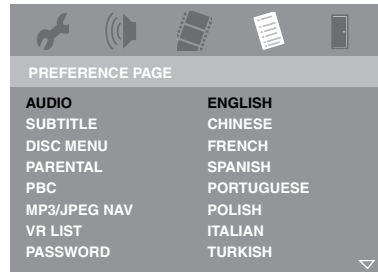 PREFERENCE PAGE
AUDIO ENGLISH
SUBTITLE CHINESE
DISC MENU FRENCH
PARENTAL SPANISH
PBC PORTUGUESE
MP3/JPEG NAV POLISH
VR LIST ITALIAN
PASSWORD TURKISH